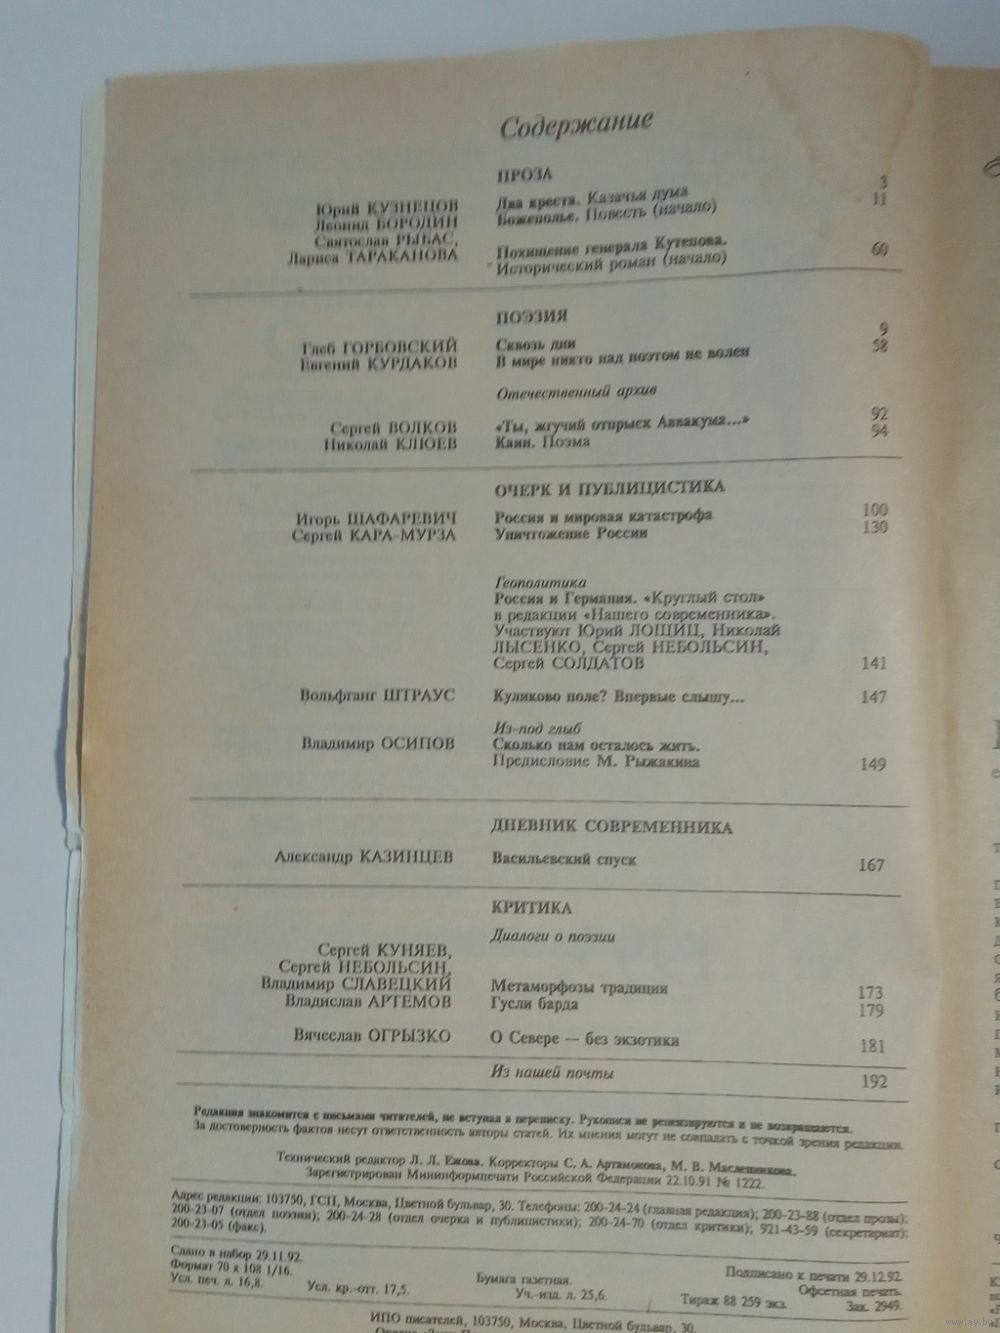 Содержание
ПРОЗА
Юрий КУЗНЕЦОВ Два креста. Казачья дума 3
Леонид БОРОДИН Божеполье. Повесть (начало) 11
Святослав РЫБАС,
Лариса ТАРАКАНОВА Похищение генерала Кутепова. 60
Исторический роман (начало)
ПОЭЗИЯ
Глеб ГОРБОВСКИЙ Сквозь дни 9
Евгений КУРДАКОВ В мире никто над поэтом не волен 58
Отечественный архив
Сергей ВОЛКОВ «Ты, жгучий отпрыск Аввакума...» 92
Николай КЛЮЕВ Каин. Поэма 94
ОЧЕРК И ПУБЛИЦИСТИКА
Игорь ШАФАРЕВИЧ Россия и мировая катастрофа 100
Сергей КАРА-МУРЗА Уничтожение России 130
Геополитика
Россия и Германия. «Круглый стол»
в редакции «Нашего современника».
Участвуют Юрий ЛОЩИЦ, Николай
ЛЫСЕНКО, Сергей НЕБОЛЬСИН,
Сергей СОЛДАТОВ 141
Вольфганг ШТРАУС Куликово поле? Впервые слышу... 147
Из-под глыб
Владимир ОСИПОВ Сколько нам осталось жить.
Предисловие М. Рыжакина 149
ДНЕВНИК СОВРЕМЕННИКА
Александр КАЗИНЦЕВ Васильевский спуск 167
КРИТИКА
Диалоги о поэзии
Сергей КУНЯЕВ,
Сергей НЕБОЛЬСИН,
Владимир СЛАВЕЦКИЙ Метаморфозы традиции 173
Владислав АРТЕМОВ Гусли барда 179
Вячеслав ОГРЫЗКО О Севере — без экзотики 181
Из нашей почты 192
Редакция знакомится с письмами читателей, не вступая в переписку. Рукописи не рецензируются и не возвращаются.
За достоверность фактов несут ответственность авторы статей. Их мнения могут не совпадать с точкой зрения редакции.
Технический редактор Л. Л. Ежова. Корректоры С. А. Артамонова, М. В. Масленникова.
Зарегистрирован Мининформпечати Российской Федерации 22.10.91 № 1222.
Адрес редакции: 103750, ГСП, Москва, Цветной бульвар, 30. Телефоны: 200-24-24 (главная редакция); 200-23-88 (отдел прозы);
200-23-07 (отдел поэзии); 200-24-28 (отдел очерка и публицистики); 200-24-70 (отдел критики); 921-43-59 (секретариат);
200-23-05 (факс).
Сдано в набор 29.11.92. Подписано к печати 29.12.92.
Формат 70 х 108 1/16. Бумага газетная. Офсетная печать.
Усл. печ. л. 16,8. Усл. кр.-отт. 17,5. Уч.-изд. л. 25,6. Тираж 88 259 экз. Зак. 2949.
ИПО писателей, 103750, Москва, Цветной бульвар, 30.
www.ay.by